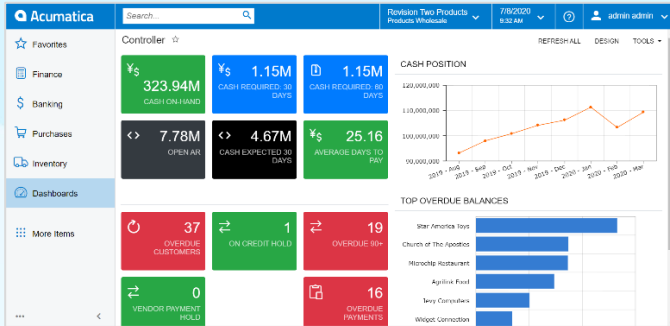 Acumatica
Search...
Revision Two Products
Products Wholesale
7/8/2020
8:32 AM
admin admin
Favorites
Finance
Banking
Purchases
Inventory
Dashboards
More Items
Controller
REFRESH ALL DESIGN TOOLS
¥$
323.94M
CASH ON-HAND
¥$
1.15M
CASH REQUIRED: 30
DAYS
1.15M
CASH REQUIRED: 60
DAYS
7.78M
OPEN AR
4.67M
CASH EXPECTED 30
DAYS
¥$
25.16
AVERAGE DAYS TO
PAY
37
OVERDUE
CUSTOMERS
1
ON CREDIT HOLD
19
OVERDUE 90+
0
VENDOR PAYMENT
HOLD
16
OVERDUE
PAYMENTS
CASH POSITION
120,000,000
110,000,000
100,000,000
90,000,000
2019 - Aug
2019 - Sep
2019 - Oct
2019 - Nov
2019 - Dec
2020 - Jan
2020 - Feb
2020 - Mar
TOP OVERDUE BALANCES
Star America Toys
Church of The Apostles
Microchip Restaurant
Agrilink Food
Jevy Computers
Widget Connection